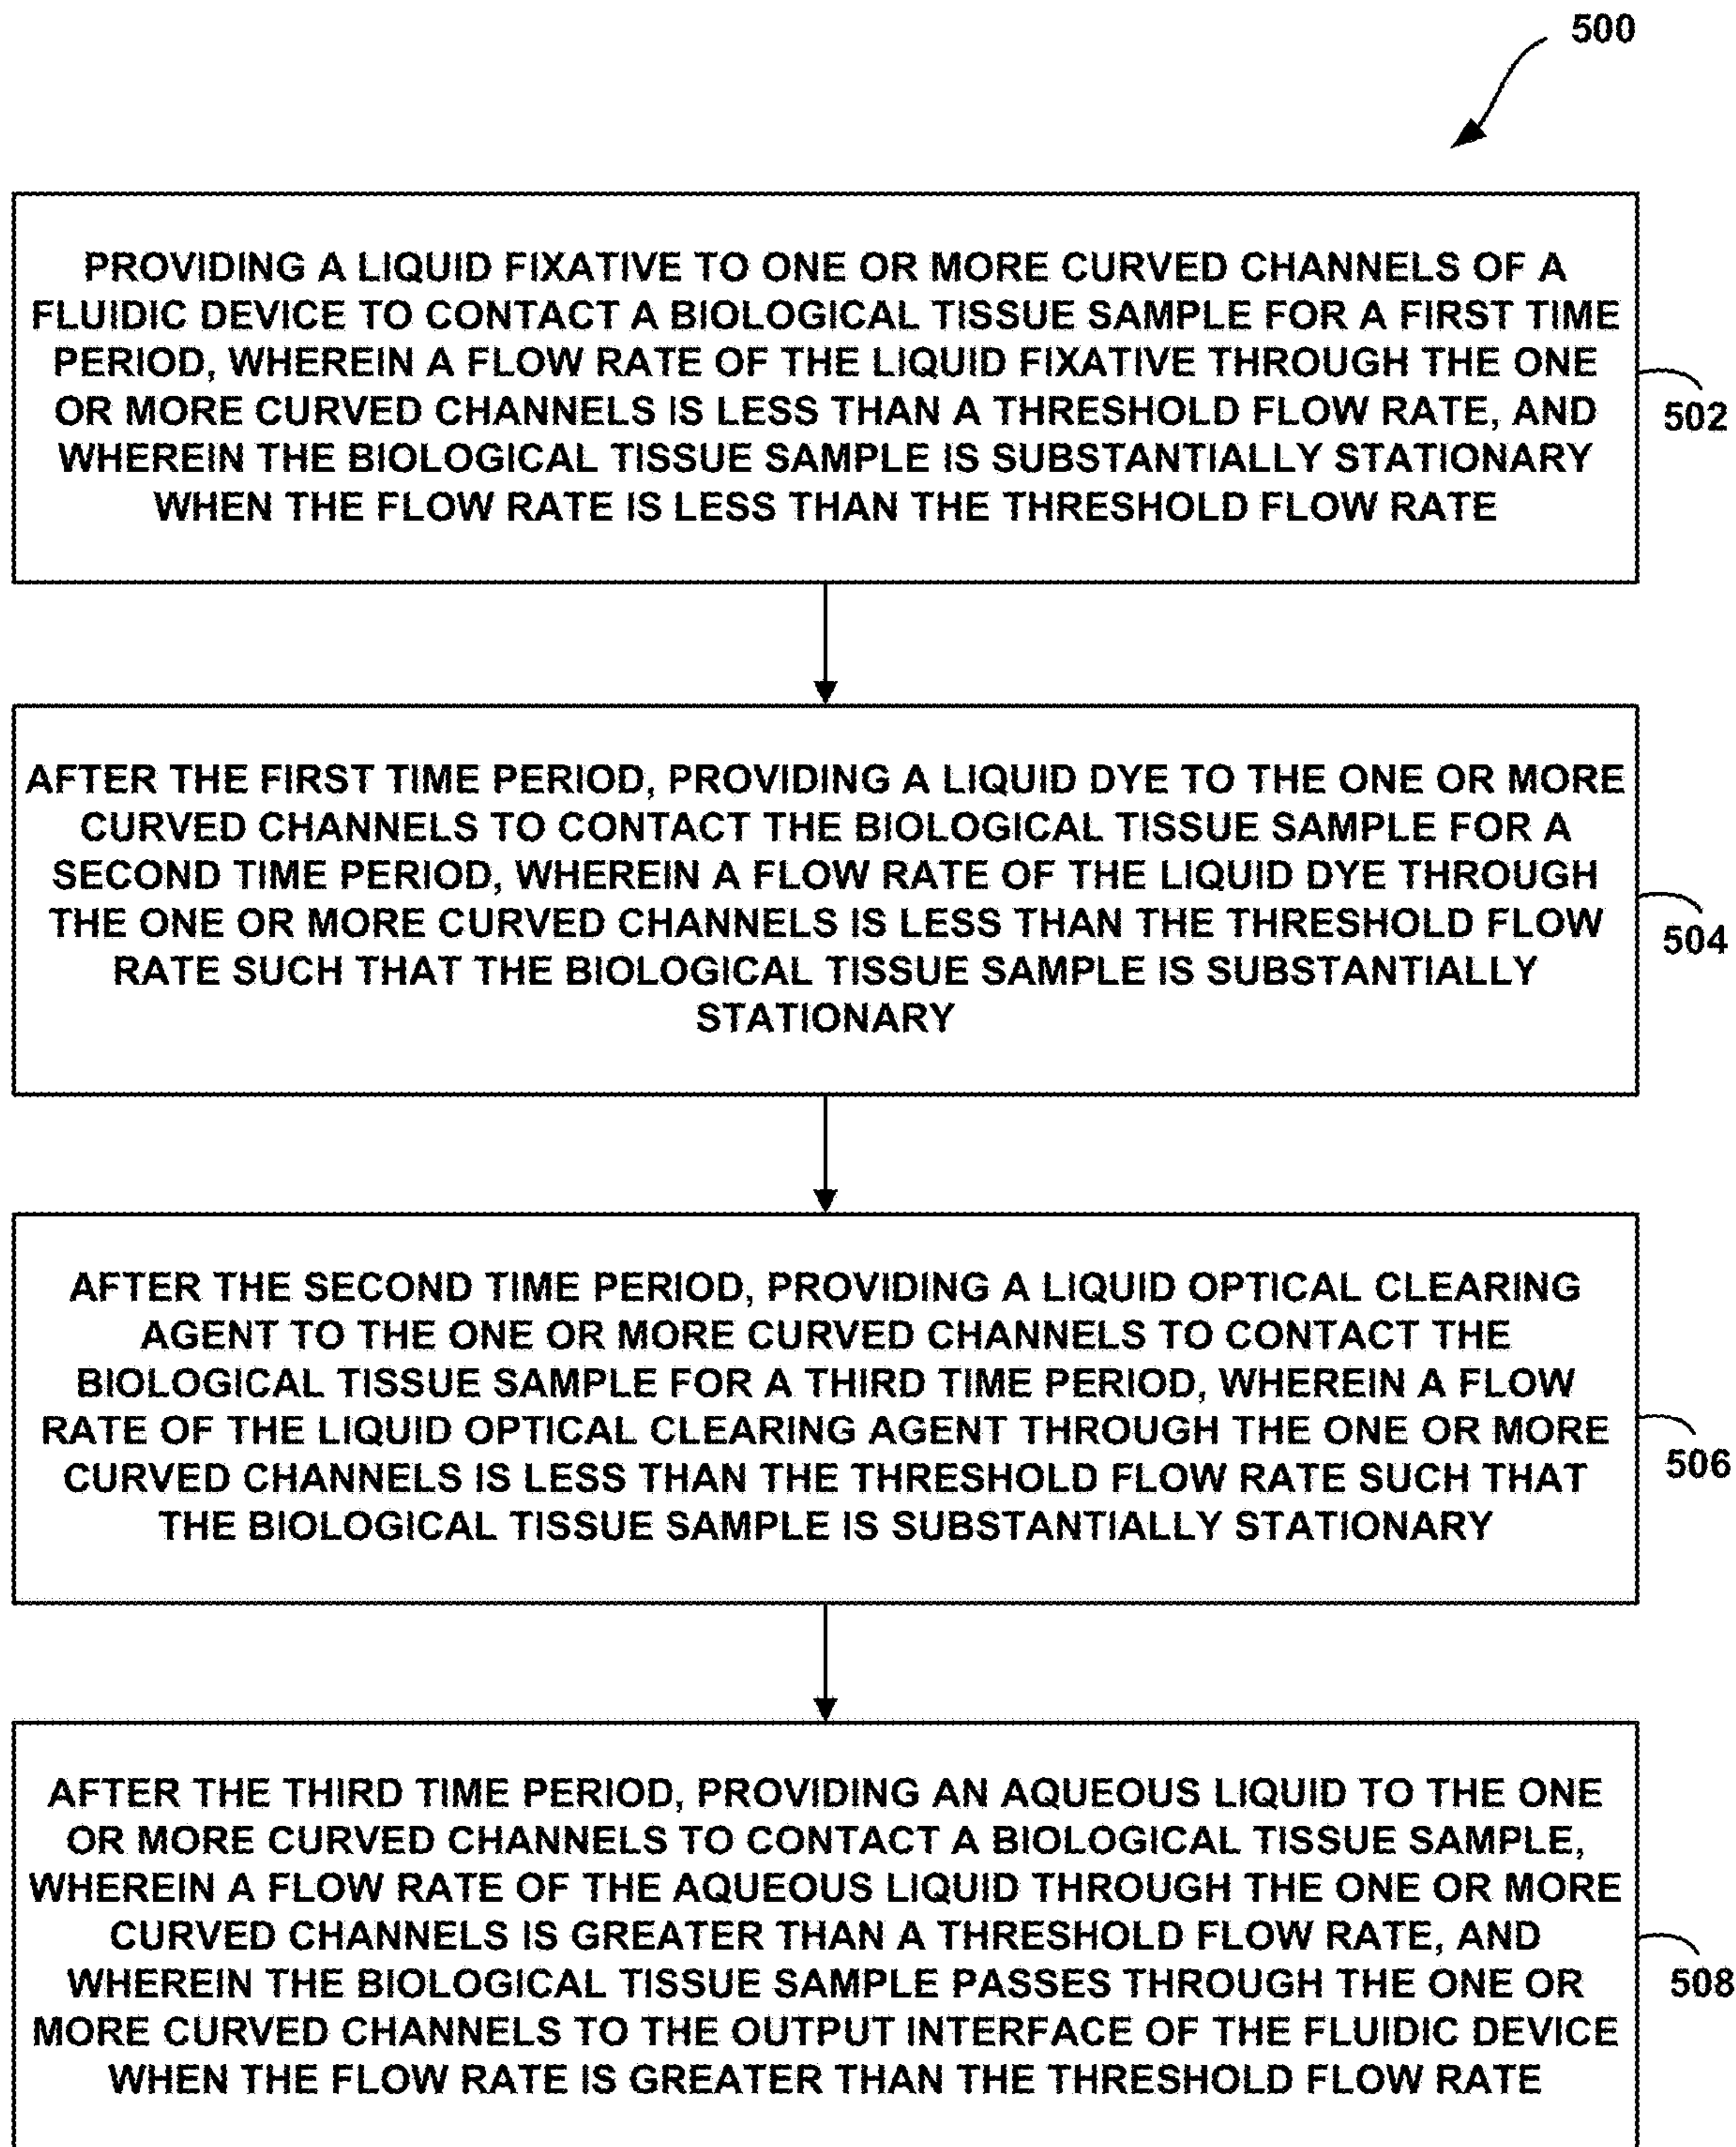 500
PROVIDING A LIQUID FIXATIVE TO ONE OR MORE CURVED CHANNELS OF A
FLUIDIC DEVICE TO CONTACT A BIOLOGICAL TISSUE SAMPLE FOR A FIRST TIME
PERIOD, WHEREIN A FLOW RATE OF THE LIQUID FIXATIVE THROUGH THE ONE
OR MORE CURVED CHANNELS IS LESS THAN A THRESHOLD FLOW RATE, AND
WHEREIN THE BIOLOGICAL TISSUE SAMPLE IS SUBSTANTIALLY STATIONARY
WHEN THE FLOW RATE IS LESS THAN THE THRESHOLD FLOW RATE
502
AFTER THE FIRST TIME PERIOD, PROVIDING A LIQUID DYE TO THE ONE OR MORE
CURVED CHANNELS TO CONTACT THE BIOLOGICAL TISSUE SAMPLE FOR A
SECOND TIME PERIOD, WHEREIN A FLOW RATE OF THE LIQUID DYE THROUGH
THE ONE OR MORE CURVED CHANNELS IS LESS THAN THE THRESHOLD FLOW
RATE SUCH THAT THE BIOLOGICAL TISSUE SAMPLE IS SUBSTANTIALLY
STATIONARY
504
AFTER THE SECOND TIME PERIOD, PROVIDING A LIQUID OPTICAL CLEARING
AGENT TO THE ONE OR MORE CURVED CHANNELS TO CONTACT THE
BIOLOGICAL TISSUE SAMPLE FOR A THIRD TIME PERIOD, WHEREIN A FLOW
RATE OF THE LIQUID OPTICAL CLEARING AGENT THROUGH THE ONE OR MORE
CURVED CHANNELS IS LESS THAN THE THRESHOLD FLOW RATE SUCH THAT
THE BIOLOGICAL TISSUE SAMPLE IS SUBSTANTIALLY STATIONARY
506
AFTER THE THIRD TIME PERIOD, PROVIDING AN AQUEOUS LIQUID TO THE ONE
OR MORE CURVED CHANNELS TO CONTACT A BIOLOGICAL TISSUE SAMPLE,
WHEREIN A FLOW RATE OF THE AQUEOUS LIQUID THROUGH THE ONE OR MORE
CURVED CHANNELS IS GREATER THAN A THRESHOLD FLOW RATE, AND
WHEREIN THE BIOLOGICAL TISSUE SAMPLE PASSES THROUGH THE ONE OR
MORE CURVED CHANNELS TO THE OUTPUT INTERFACE OF THE FLUIDIC DEVICE
WHEN THE FLOW RATE IS GREATER THAN THE THRESHOLD FLOW RATE
508